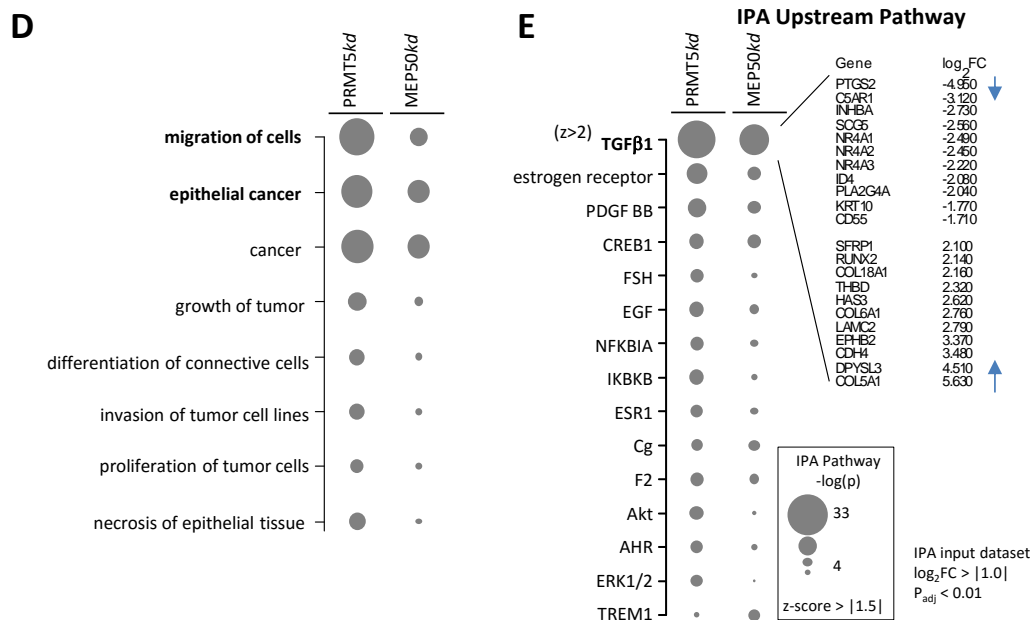 D
PRMT5kd
MEP50kd
migration of cells
epithelial cancer
cancer
growth of tumor
differentiation of connective cells
invasion of tumor cell lines
proliferation of tumor cells
necrosis of epithelial tissue
E
IPA Upstream Pathway
PRMT5kd
MEP50kd
(z>2)
TGFβ1
estrogen receptor
PDGF BB
CREB1
FSH
EGF
NFKBIA
IKBKB
ESR1
Cg
F2
Akt
AHR
ERK1/2
TREM1
Gene log2FC
PTGS2 -4.950
C5AR1 -3.120
INHBA -2.730
SCG5 -2.560
NR4A1 -2.490
NR4A2 -2.450
NR4A3 -2.220
ID4 -2.080
PLA2G4A -2.040
KRT10 -1.770
CD55 -1.710
SFRP1 2.100
RUNX2 2.140
COL18A1 2.160
THBD 2.320
HAS3 2.620
COL6A1 2.760
LAMC2 2.790
EPHB2 3.370
CDH4 3.480
DPYSL3 4.510
COL5A1 5.630
IPA Pathway
-log(p)
33
4
z-score > |1.5|
IPA input dataset
log2FC > |1.0|
Padj < 0.01